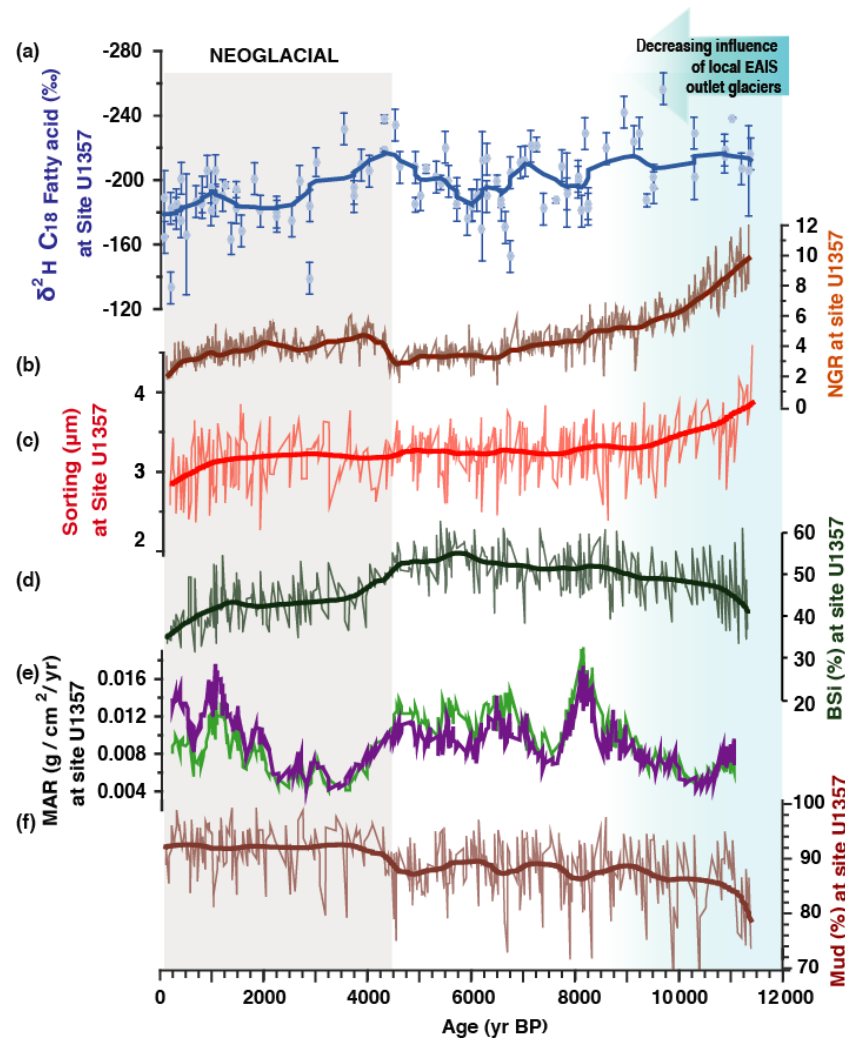 (a)
-280
-240
-200
-160
-120
δ²H C18 Fatty acid (‰)
at Site U1357
NEOGLACIAL
Decreasing influence
of local EAIS
outlet glaciers
12
10
8
6
4
2
0
NGR at site U1357
(b)
(c)
4
3
2
Sorting (µm)
at Site U1357
(d)
60
50
40
30
20
BSi (%) at site U1357
(e)
0.016
0.012
0.008
0.004
MAR (g / cm²/ yr)
at site U1357
(f)
100
90
80
70
Mud (%) at site U1357
0
2000
4000
6000
8000
10000
12000
Age (yr BP)